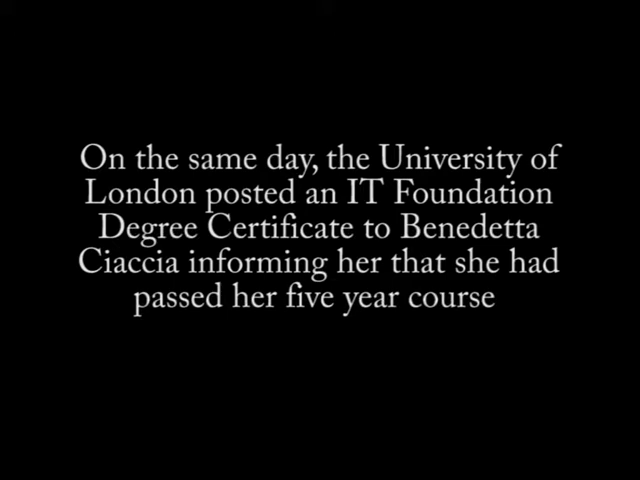 On the same day, the University of
London posted an IT Foundation
Degree Certificate to Benedetta
Ciaccia informing her that she had
passed her five year course